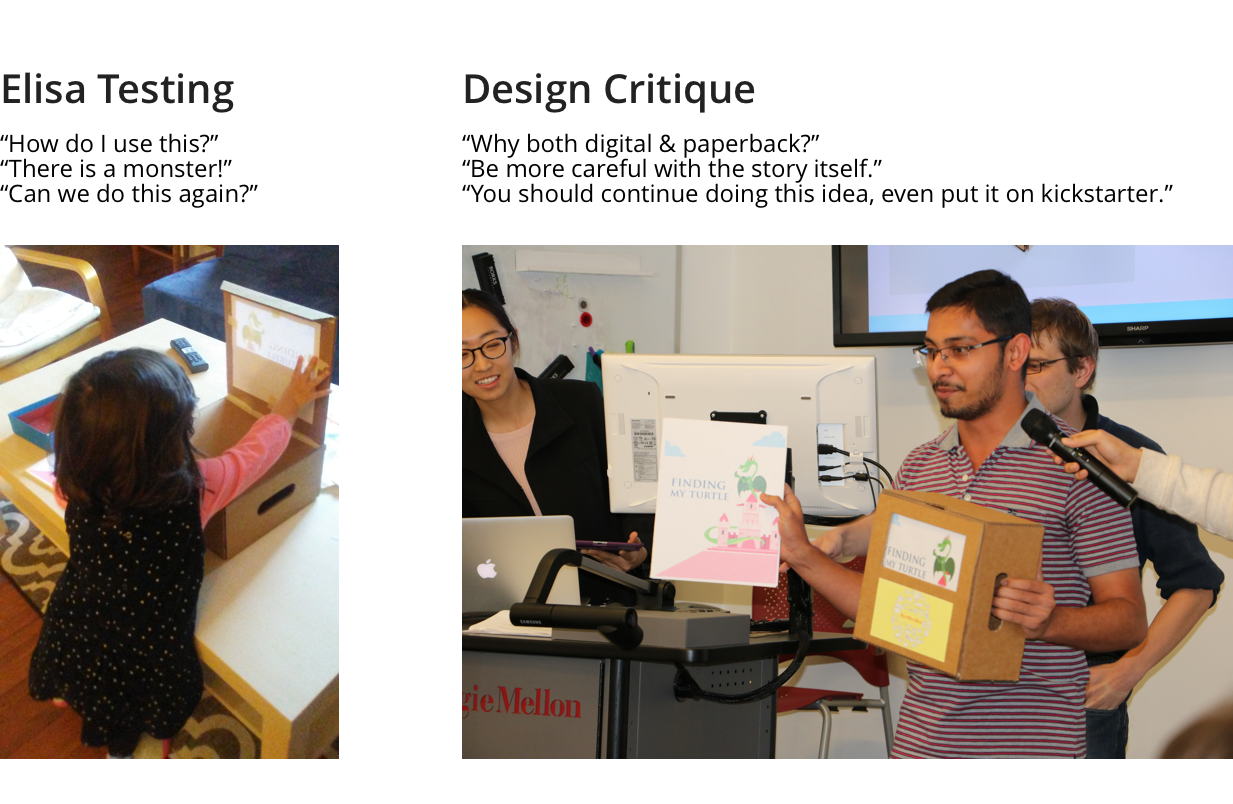 Elisa Testing
“How do I use this?”
“There is a monster!”
“Can we do this again?”
Design Critique
“Why both digital & paperback?”
“Be more careful with the story itself.”
“You should continue doing this idea, even put it on kickstarter.”
SHARP
FINDING
MY TURTLE
FINDING
MY TURTLE
SAMSUNG
gie Mellon